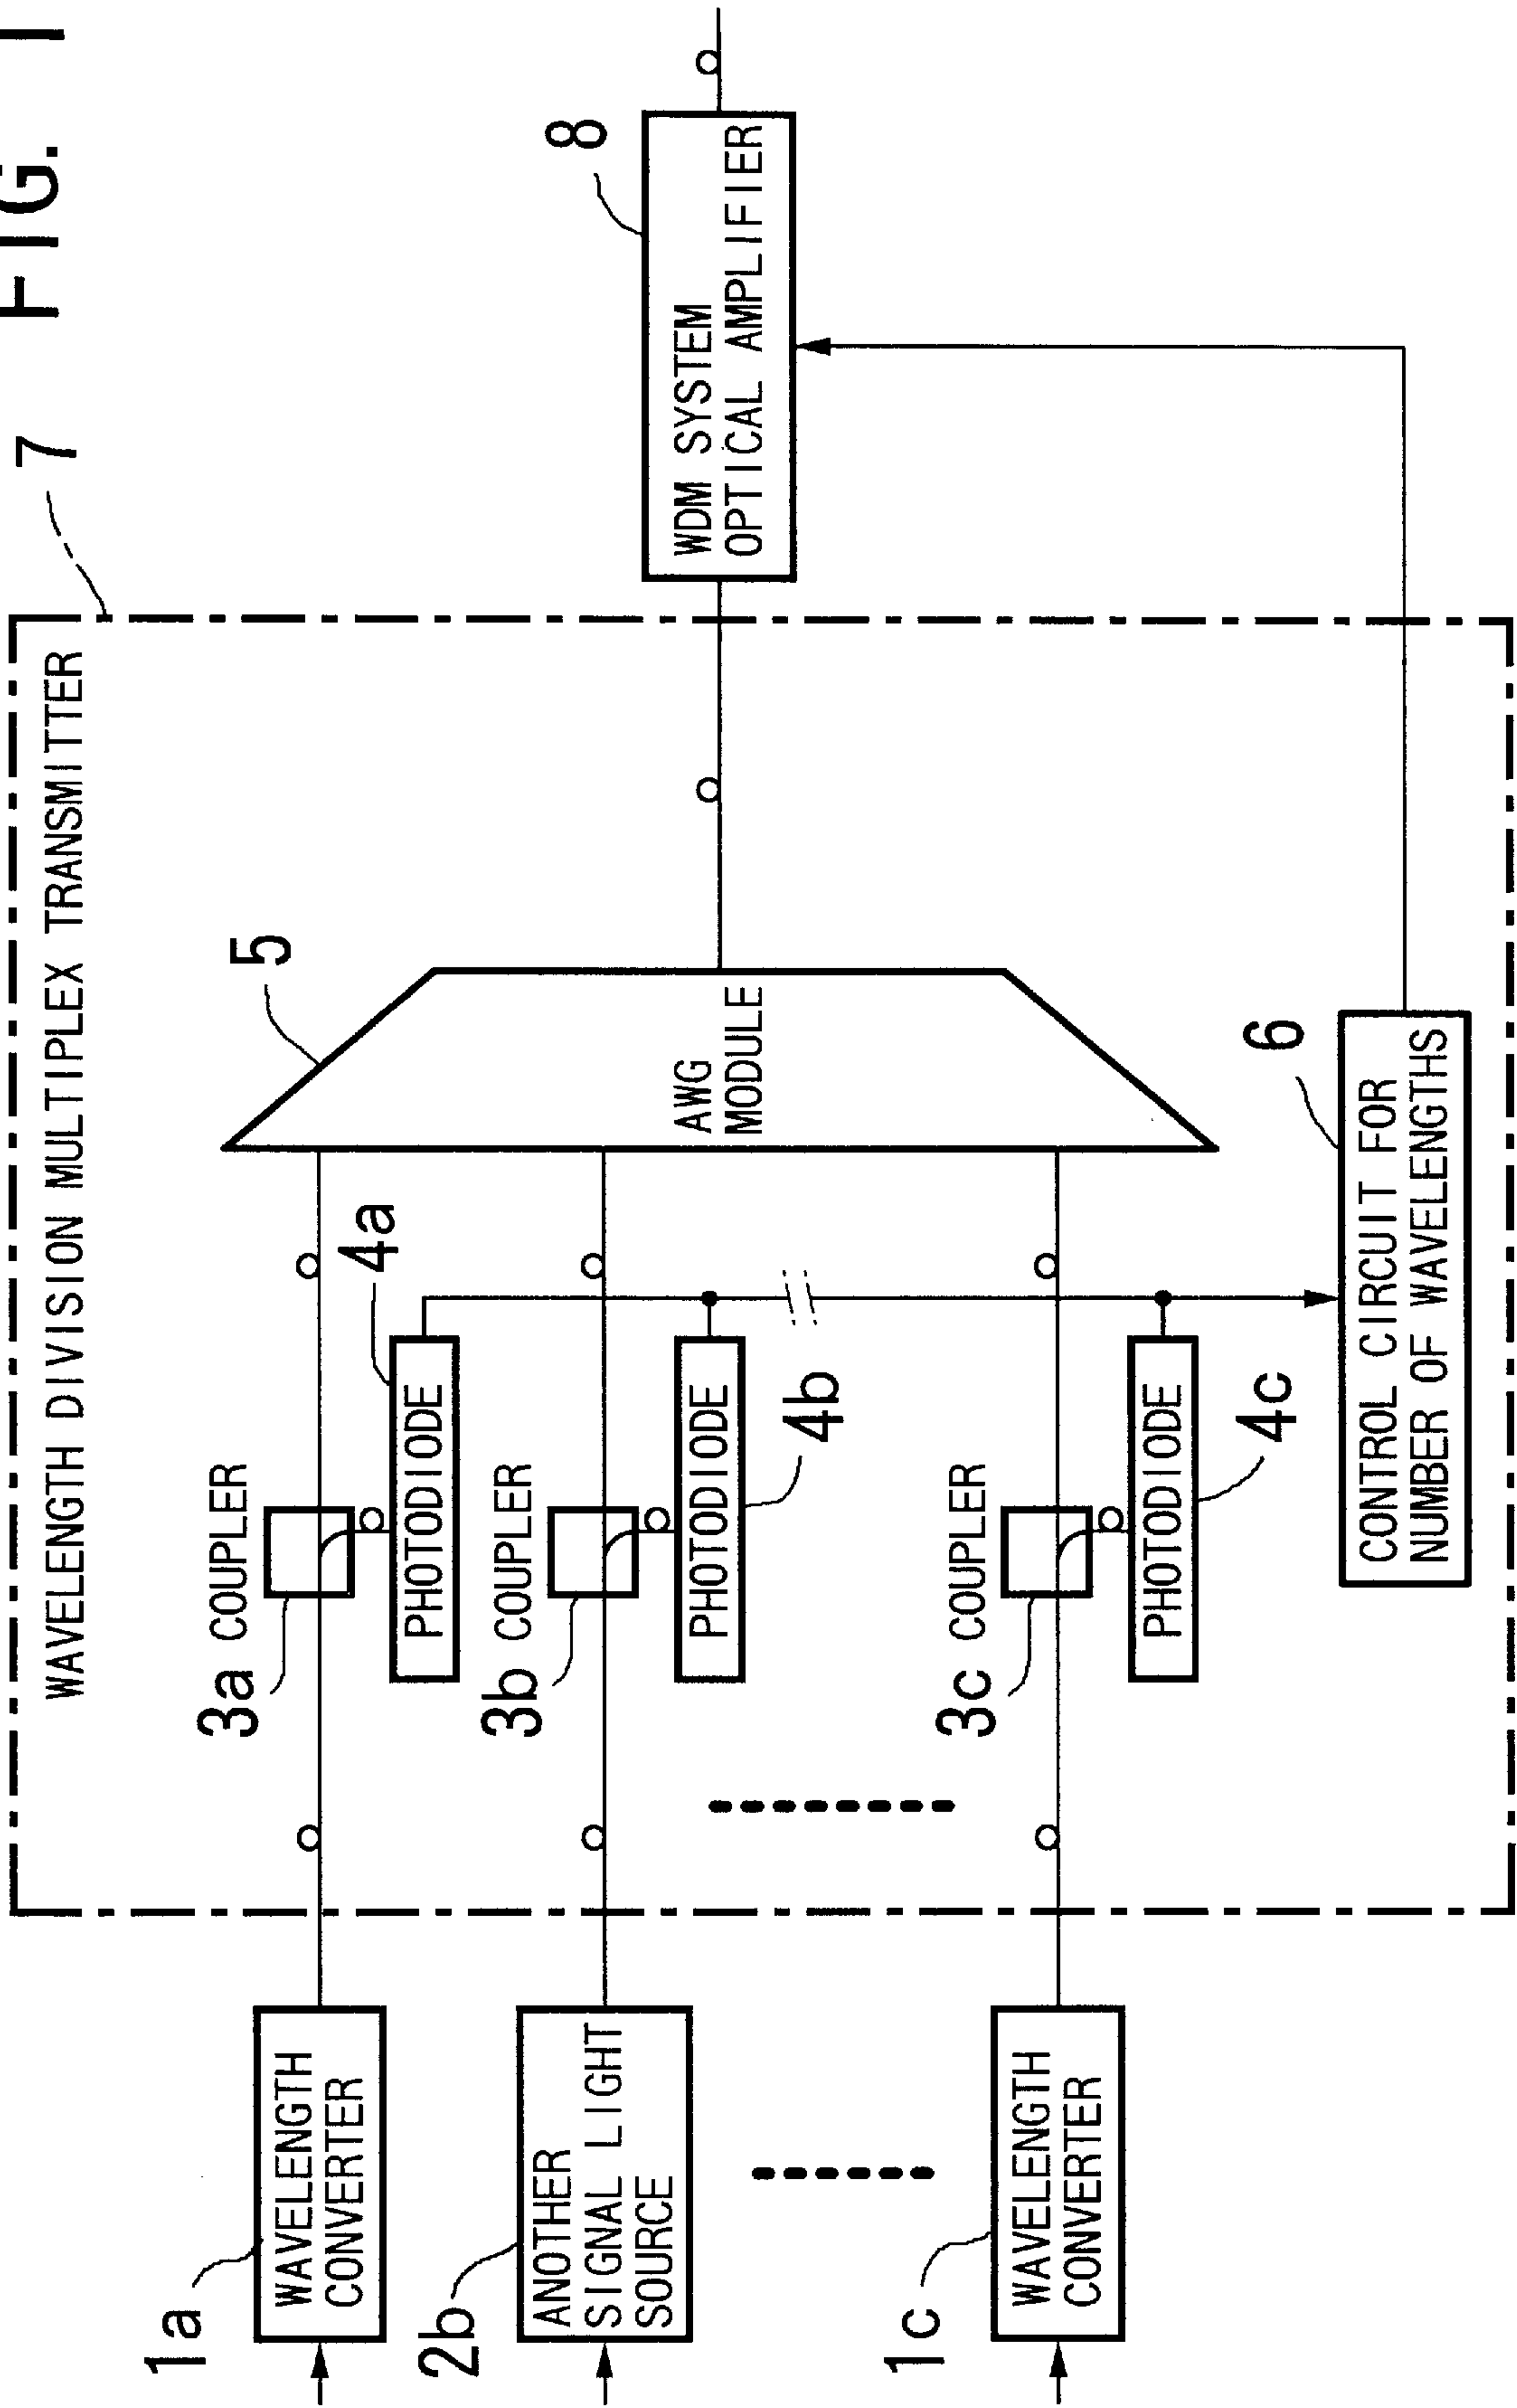 FIG. 1
7
WAVELENGTH DIVISION MULTIPLEX TRANSMITTER
1a
WAVELENGTH
CONVERTER
3a
COUPLER
4a
PHOTODIODE
5
AWG
MODULE
8
WDM SYSTEM
OPTICAL AMPLIFIER
2b
ANOTHER
SIGNAL LIGHT
SOURCE
3b
COUPLER
PHOTODIODE
4b
1c
WAVELENGTH
CONVERTER
3c
COUPLER
PHOTODIODE
4c
6
CONTROL CIRCUIT FOR
NUMBER OF WAVELENGTHS